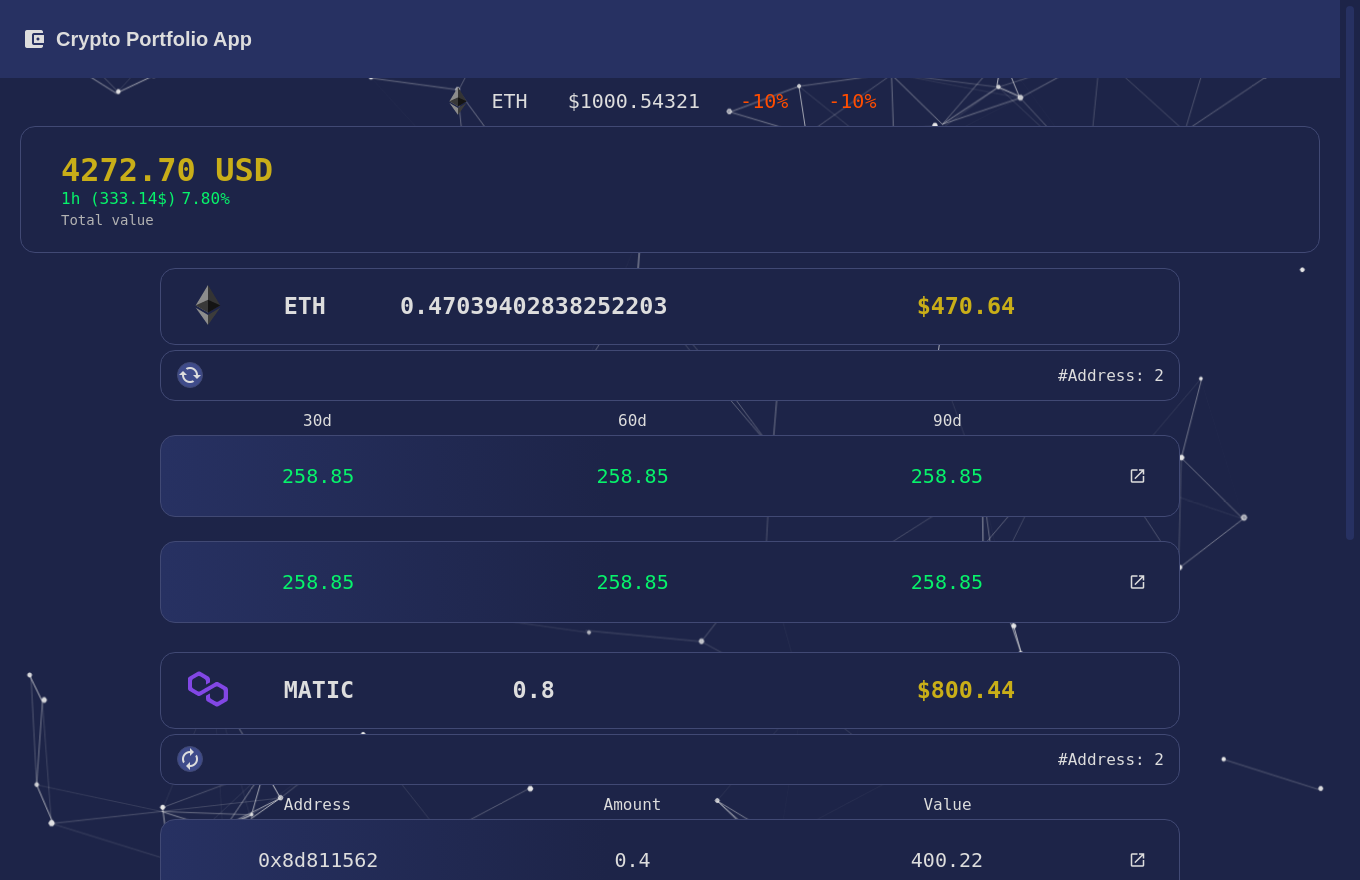 Crypto Portfolio App
ETH $1000.54321 -10% -10%
4272.70 USD
1h (333.14$) 7.80%
Total value
ETH 0.47039402838252203 $470.64
#Address: 2
30d 60d 90d
258.85 258.85 258.85
258.85 258.85 258.85
MATIC 0.8 $800.44
#Address: 2
Address Amount Value
0x8d811562 0.4 400.22